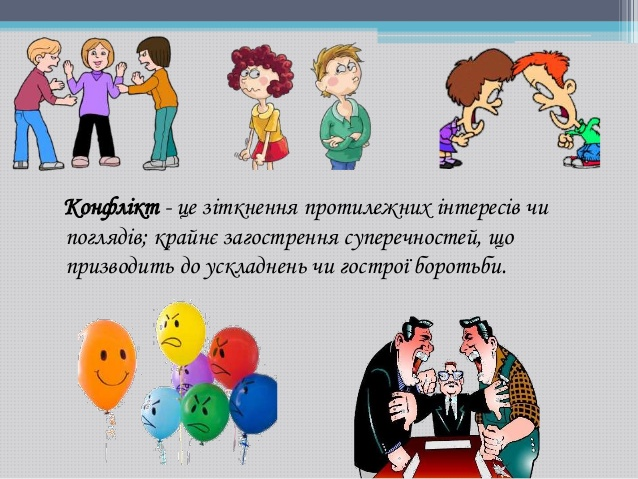 Конфлікт - це зіткнення протилежних інтересів чи
поглядів; крайнє загострення суперечностей, що
призводить до ускладнень чи гострої боротьби.